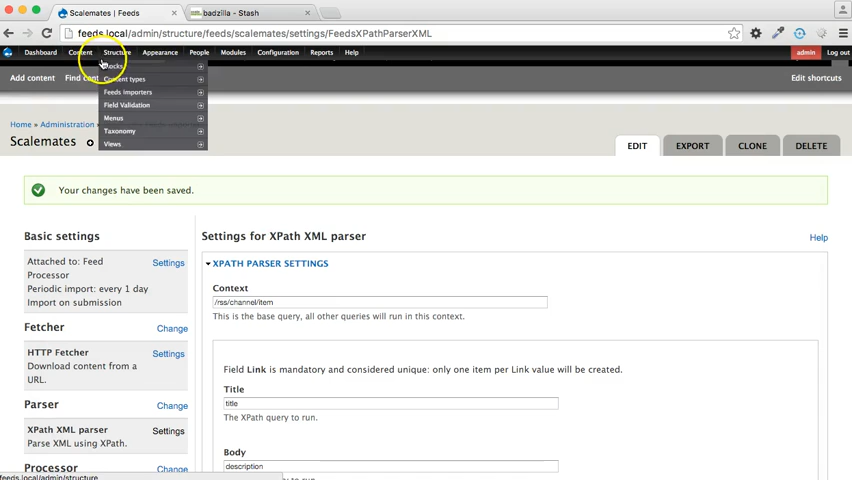 Scalemates | Feeds
badzilla - Stash
feeds.local/admin/structure/feeds/scalemates/settings/FeedsXPathParserXML
Dashboard Content Structure Appearance People Modules Configuration Reports Help admin Log out
Add content Edit shortcuts
Content types
Feeds importers
Field Validation
Menus
Taxonomy
Views
Home » Administration »
Scalemates
EDIT EXPORT CLONE DELETE
Your changes have been saved.
Basic settings
Attached to: Feed Settings
Processor
Periodic import: every 1 day
Import on submission
Fetcher Change
HTTP Fetcher Settings
Download content from a
URL.
Parser Change
XPath XML parser Settings
Parse XML using XPath.
Processor Change
Settings for XPath XML parser
Help
XPATH PARSER SETTINGS
Context
/rss/channel/item
This is the base query, all other queries will run in this context.
Field Link is mandatory and considered unique: only one item per Link value will be created.
Title
title
The XPath query to run.
Body
description
feeds.local/admin/structure